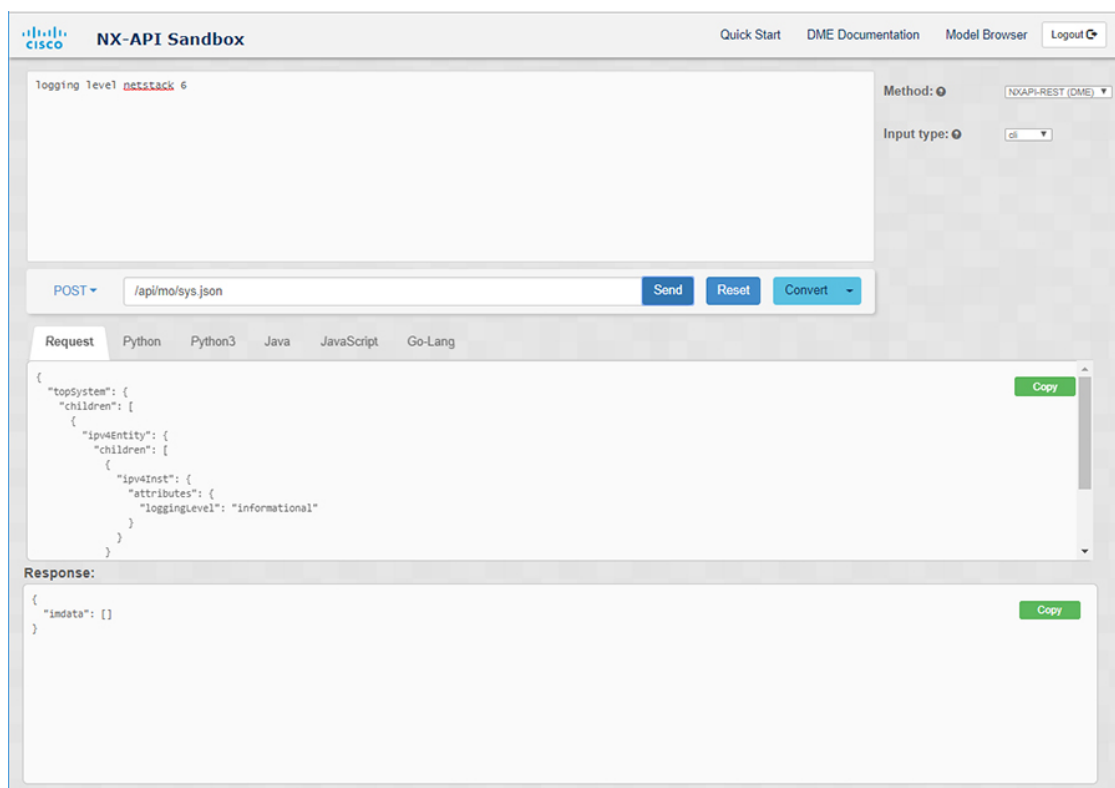 CISCO NX-API Sandbox Quick Start DME Documentation Model Browser Logout
logging level netstack 6
Method: NXAPI-REST (DME)
Input type: cli
POST /api/mo/sys.json Send Reset Convert
Request Python Python3 Java JavaScript Go-Lang
Copy
{
"topSystem": {
"children": [
{
"ipv4Entity": {
"children": [
{
"ipv4Inst": {
"attributes": {
"loggingLevel": "informational"
}
}
}
Response:
Copy
{
"imdata": []
}